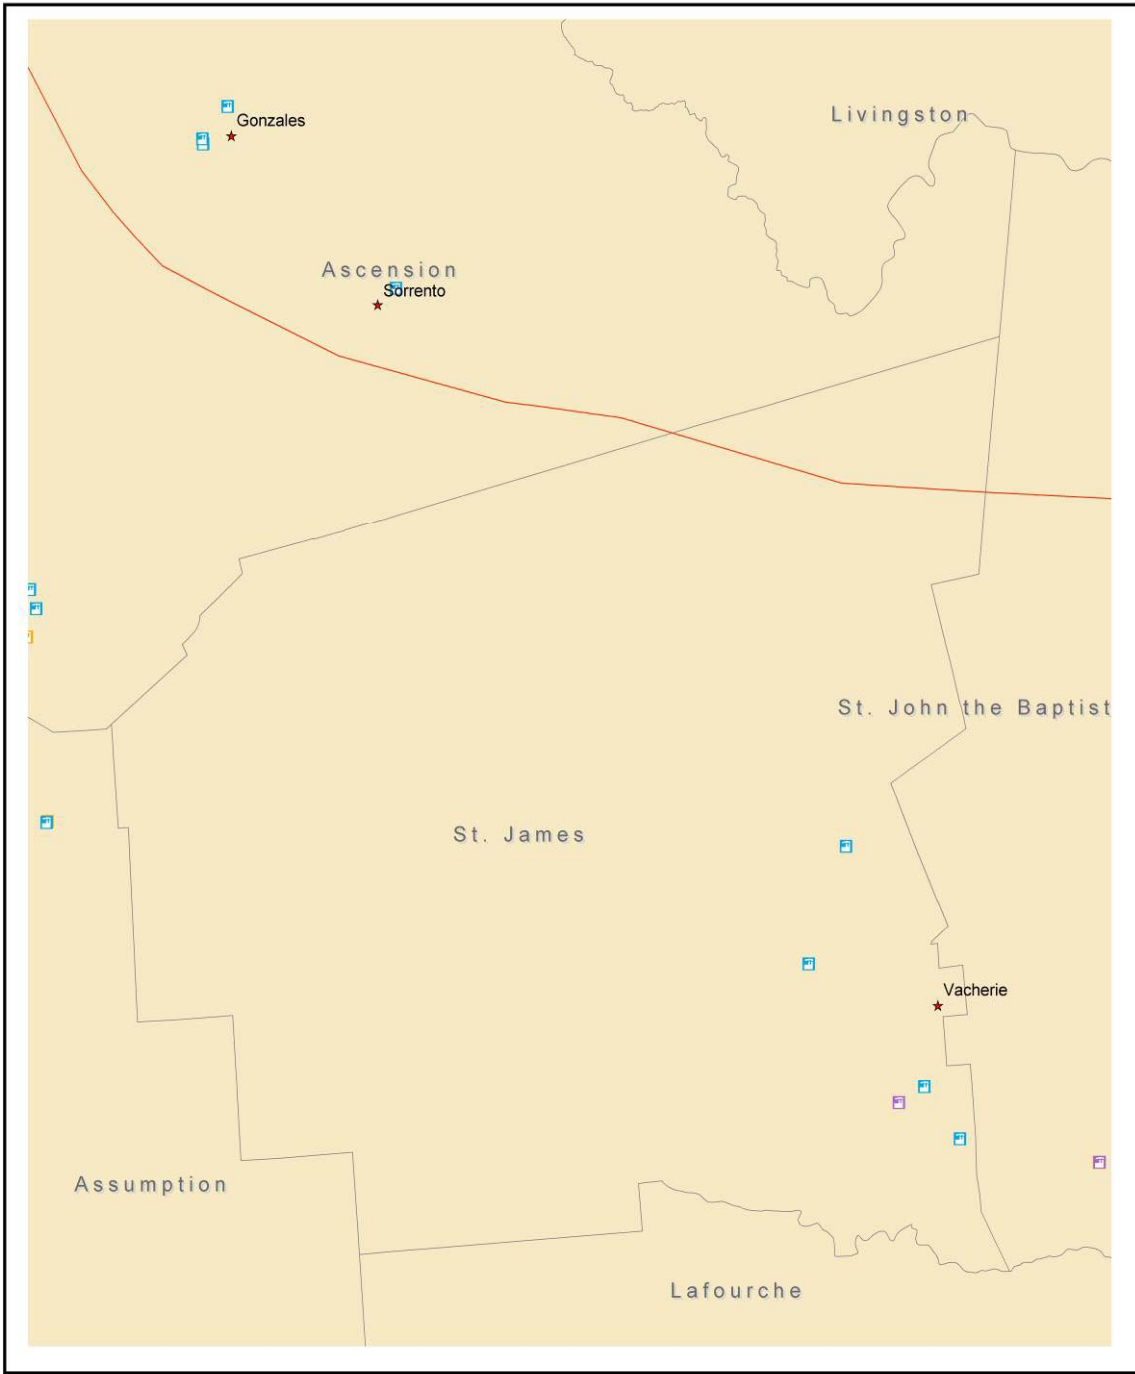 Livingston
Gonzales
Ascension
Sorrento
St. John the Baptist
St. James
Vacherie
Assumption
Lafourche